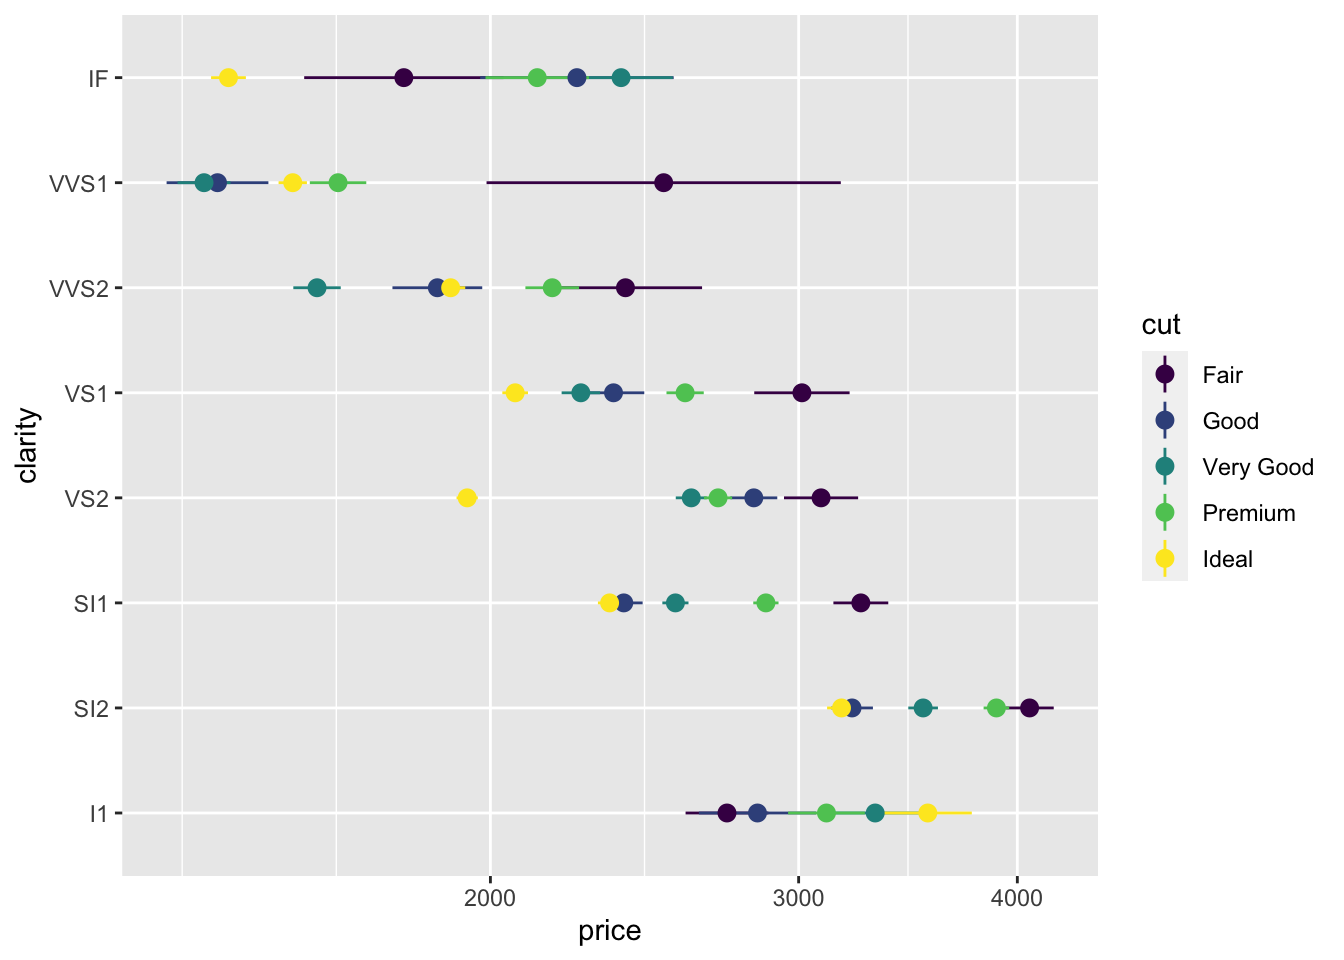 IF
VVS1
VVS2
VS1
VS2
SI1
SI2
I1
clarity
2000 3000 4000
price
cut
Fair
Good
Very Good
Premium
Ideal